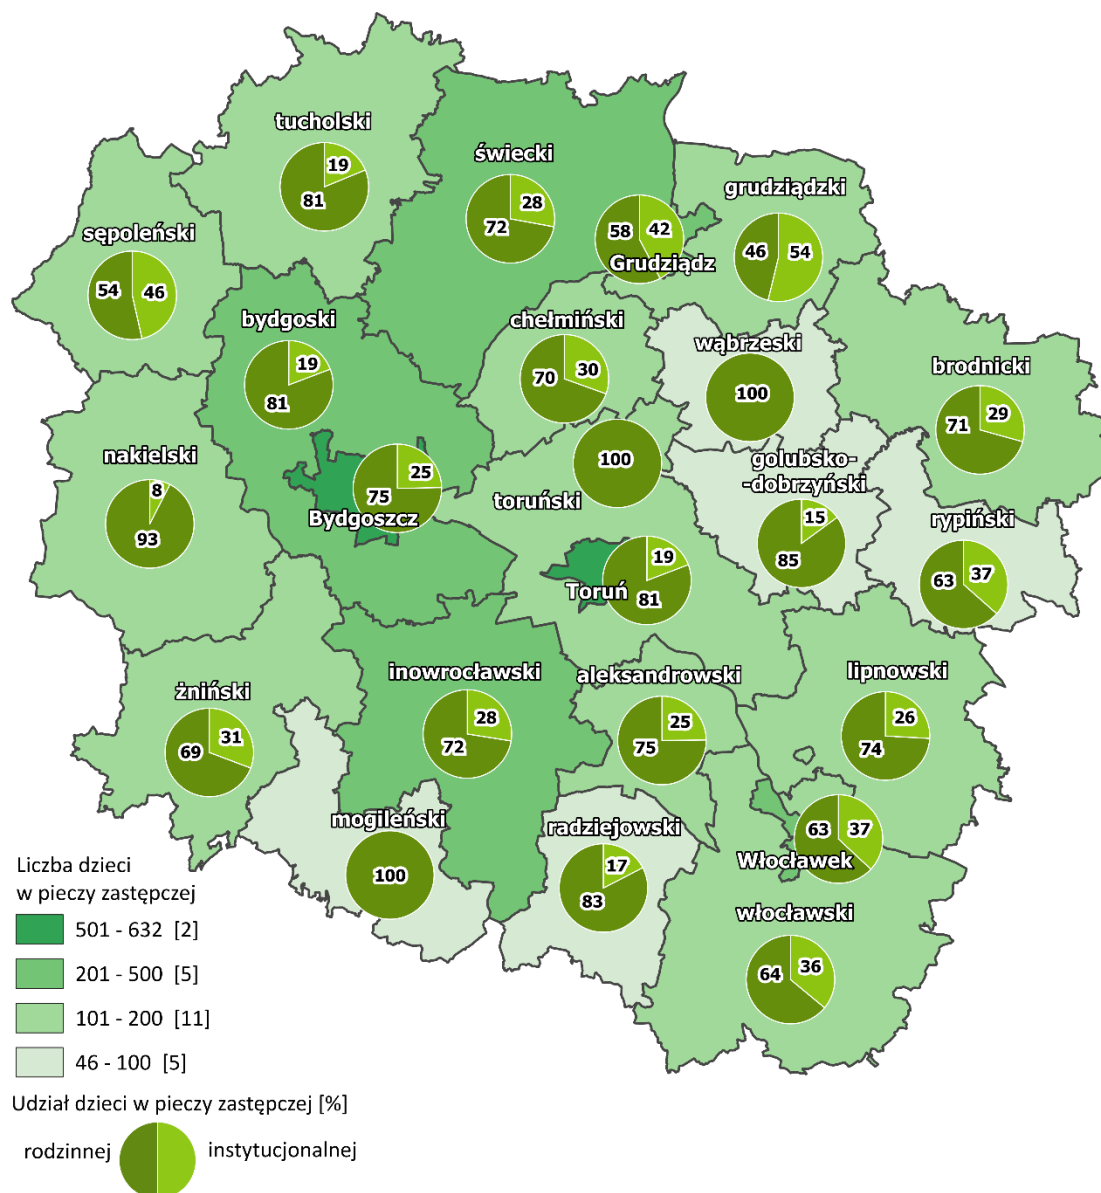 tucholski
19
81
świecki
28
72
grudziądzki
46
54
58
42
Grudziądz
sępoleński
54
46
bydgoski
19
81
chełmiński
70
30
wąbrzeski
100
brodnicki
29
71
nakielski
8
93
25
75
Bydgoszcz
100
toruński
golubsko-
-dobrzyński
15
85
rypiński
63
37
19
81
Toruń
żniński
69
31
inowrocławski
28
72
aleksandrowski
25
75
lipnowski
26
74
mogileński
100
radziejowski
17
83
63
37
Włocławek
włocławski
64
36
Liczba dzieci
w pieczy zastępczej
501 - 632 [2]
201 - 500 [5]
101 - 200 [11]
46 - 100 [5]
Udział dzieci w pieczy zastępczej [%]
rodzinnej
instytucjonalnej